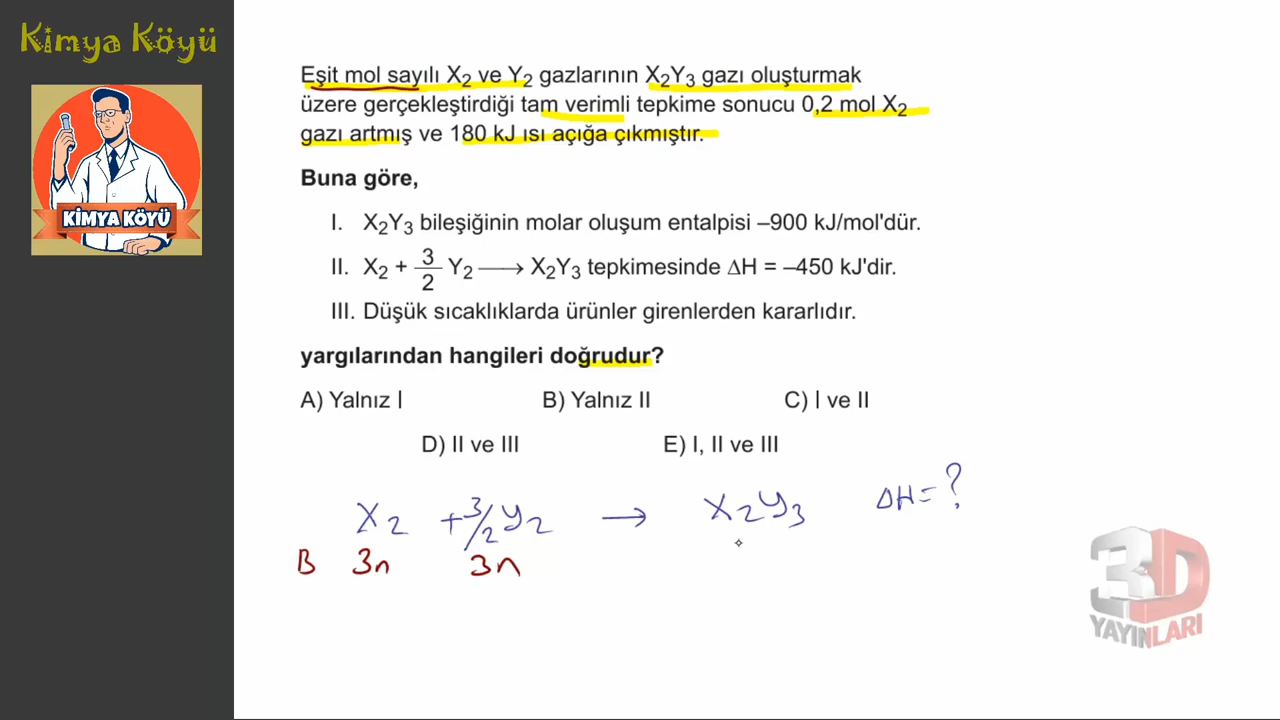 Kimya Köyü
KİMYA KÖYÜ
Eşit mol sayılı X₂ ve Y₂ gazlarının X₂Y₃ gazı oluşturmak
üzere gerçekleştirdiği tam verimli tepkime sonucu 0,2 mol X₂
gazı artmış ve 180 kJ ısı açığa çıkmıştır.
Buna göre,
I. X₂Y₃ bileşiğinin molar oluşum entalpisi –900 kJ/mol'dür.
II. X₂ + 3/2 Y₂ ⟶ X₂Y₃ tepkimesinde ΔH = –450 kJ'dir.
III. Düşük sıcaklıklarda ürünler girenlerden kararlıdır.
yargılarından hangileri doğrudur?
A) Yalnız I B) Yalnız II C) I ve II
D) II ve III E) I, II ve III
X₂ + 3/2 Y₂ → X₂Y₃ ΔH = ?
B 3n 3n
3D
YAYINLARI